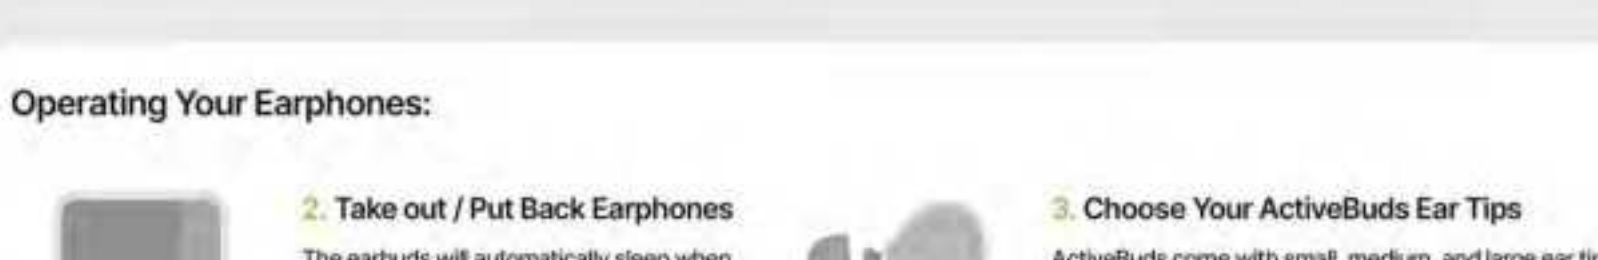 Operating Your Earphones:
2. Take out / Put Back Earphones
The earbuds will automatically sleep when
3. Choose Your ActiveBuds Ear Tips
ActiveBuds come with small, medium, and large ear